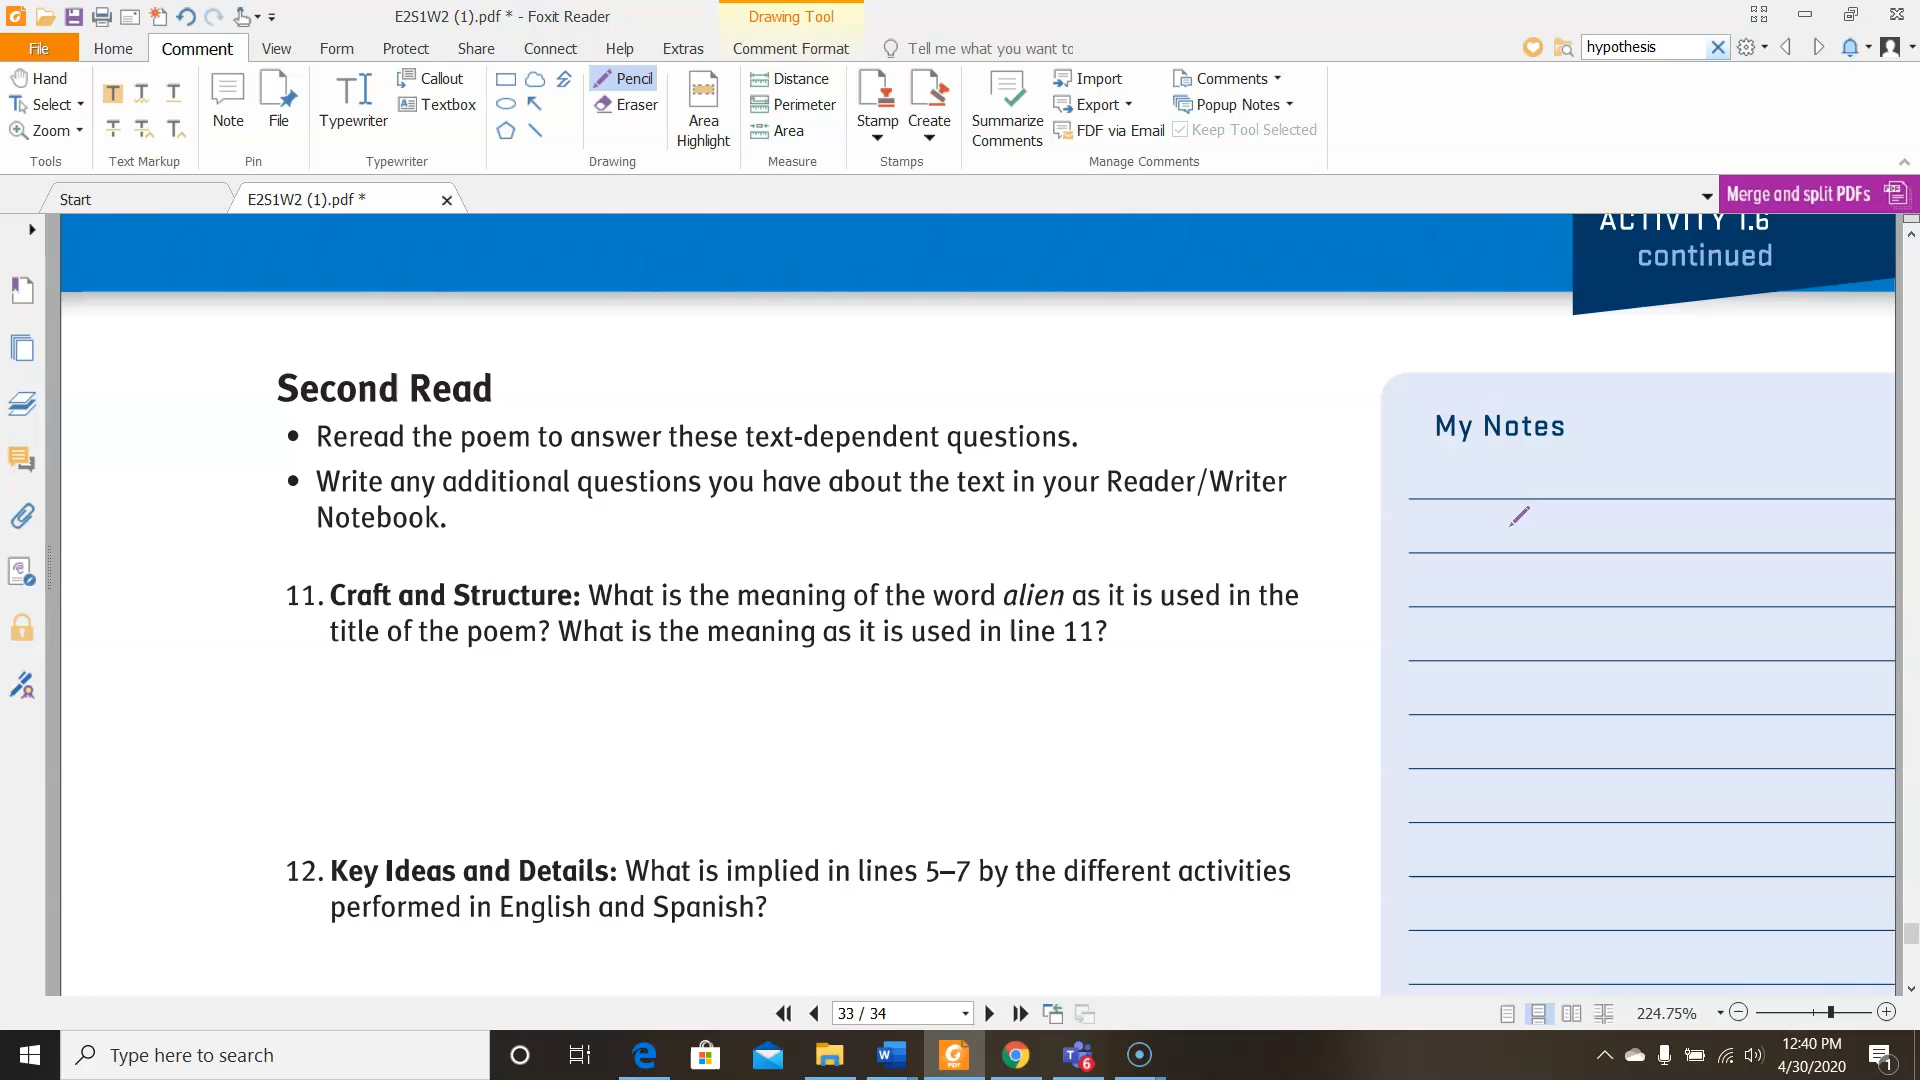 E2S1W2 (1).pdf * - Foxit Reader
Drawing Tool
File Home Comment View Form Protect Share Connect Help Extras Comment Format Tell me what you want to
hypothesis
Hand
Select
Zoom
Tools
Text Markup
Note File
Pin
Typewriter
Callout
Textbox
Typewriter
Pencil
Eraser
Area
Highlight
Drawing
Distance
Perimeter
Area
Measure
Stamp Create
Stamps
Summarize
Comments
Import
Export
FDF via Email
Comments
Popup Notes
Keep Tool Selected
Manage Comments
Start
E2S1W2 (1).pdf *
Merge and split PDFs
ACTIVITY 1.6
continued
Second Read
• Reread the poem to answer these text-dependent questions.
• Write any additional questions you have about the text in your Reader/Writer
Notebook.
11. Craft and Structure: What is the meaning of the word alien as it is used in the
title of the poem? What is the meaning as it is used in line 11?
12. Key Ideas and Details: What is implied in lines 5–7 by the different activities
performed in English and Spanish?
My Notes
33 / 34
224.75%
Type here to search
6
12:40 PM
4/30/2020
1